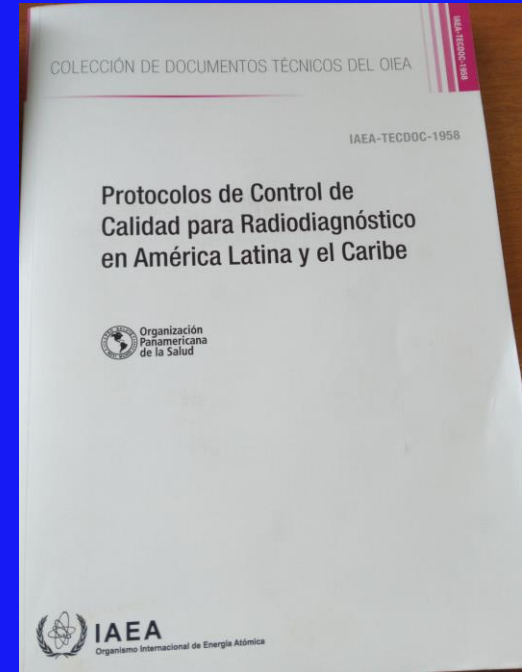 IAEA-TECDOC-1958
COLECCIÓN DE DOCUMENTOS TÉCNICOS DEL OIEA
IAEA-TECDOC-1958
Protocolos de Control de
Calidad para Radiodiagnóstico
en América Latina y el Caribe
Organización
Panamericana
de la Salud
IAEA
Organismo Internacional de Energía Atómica